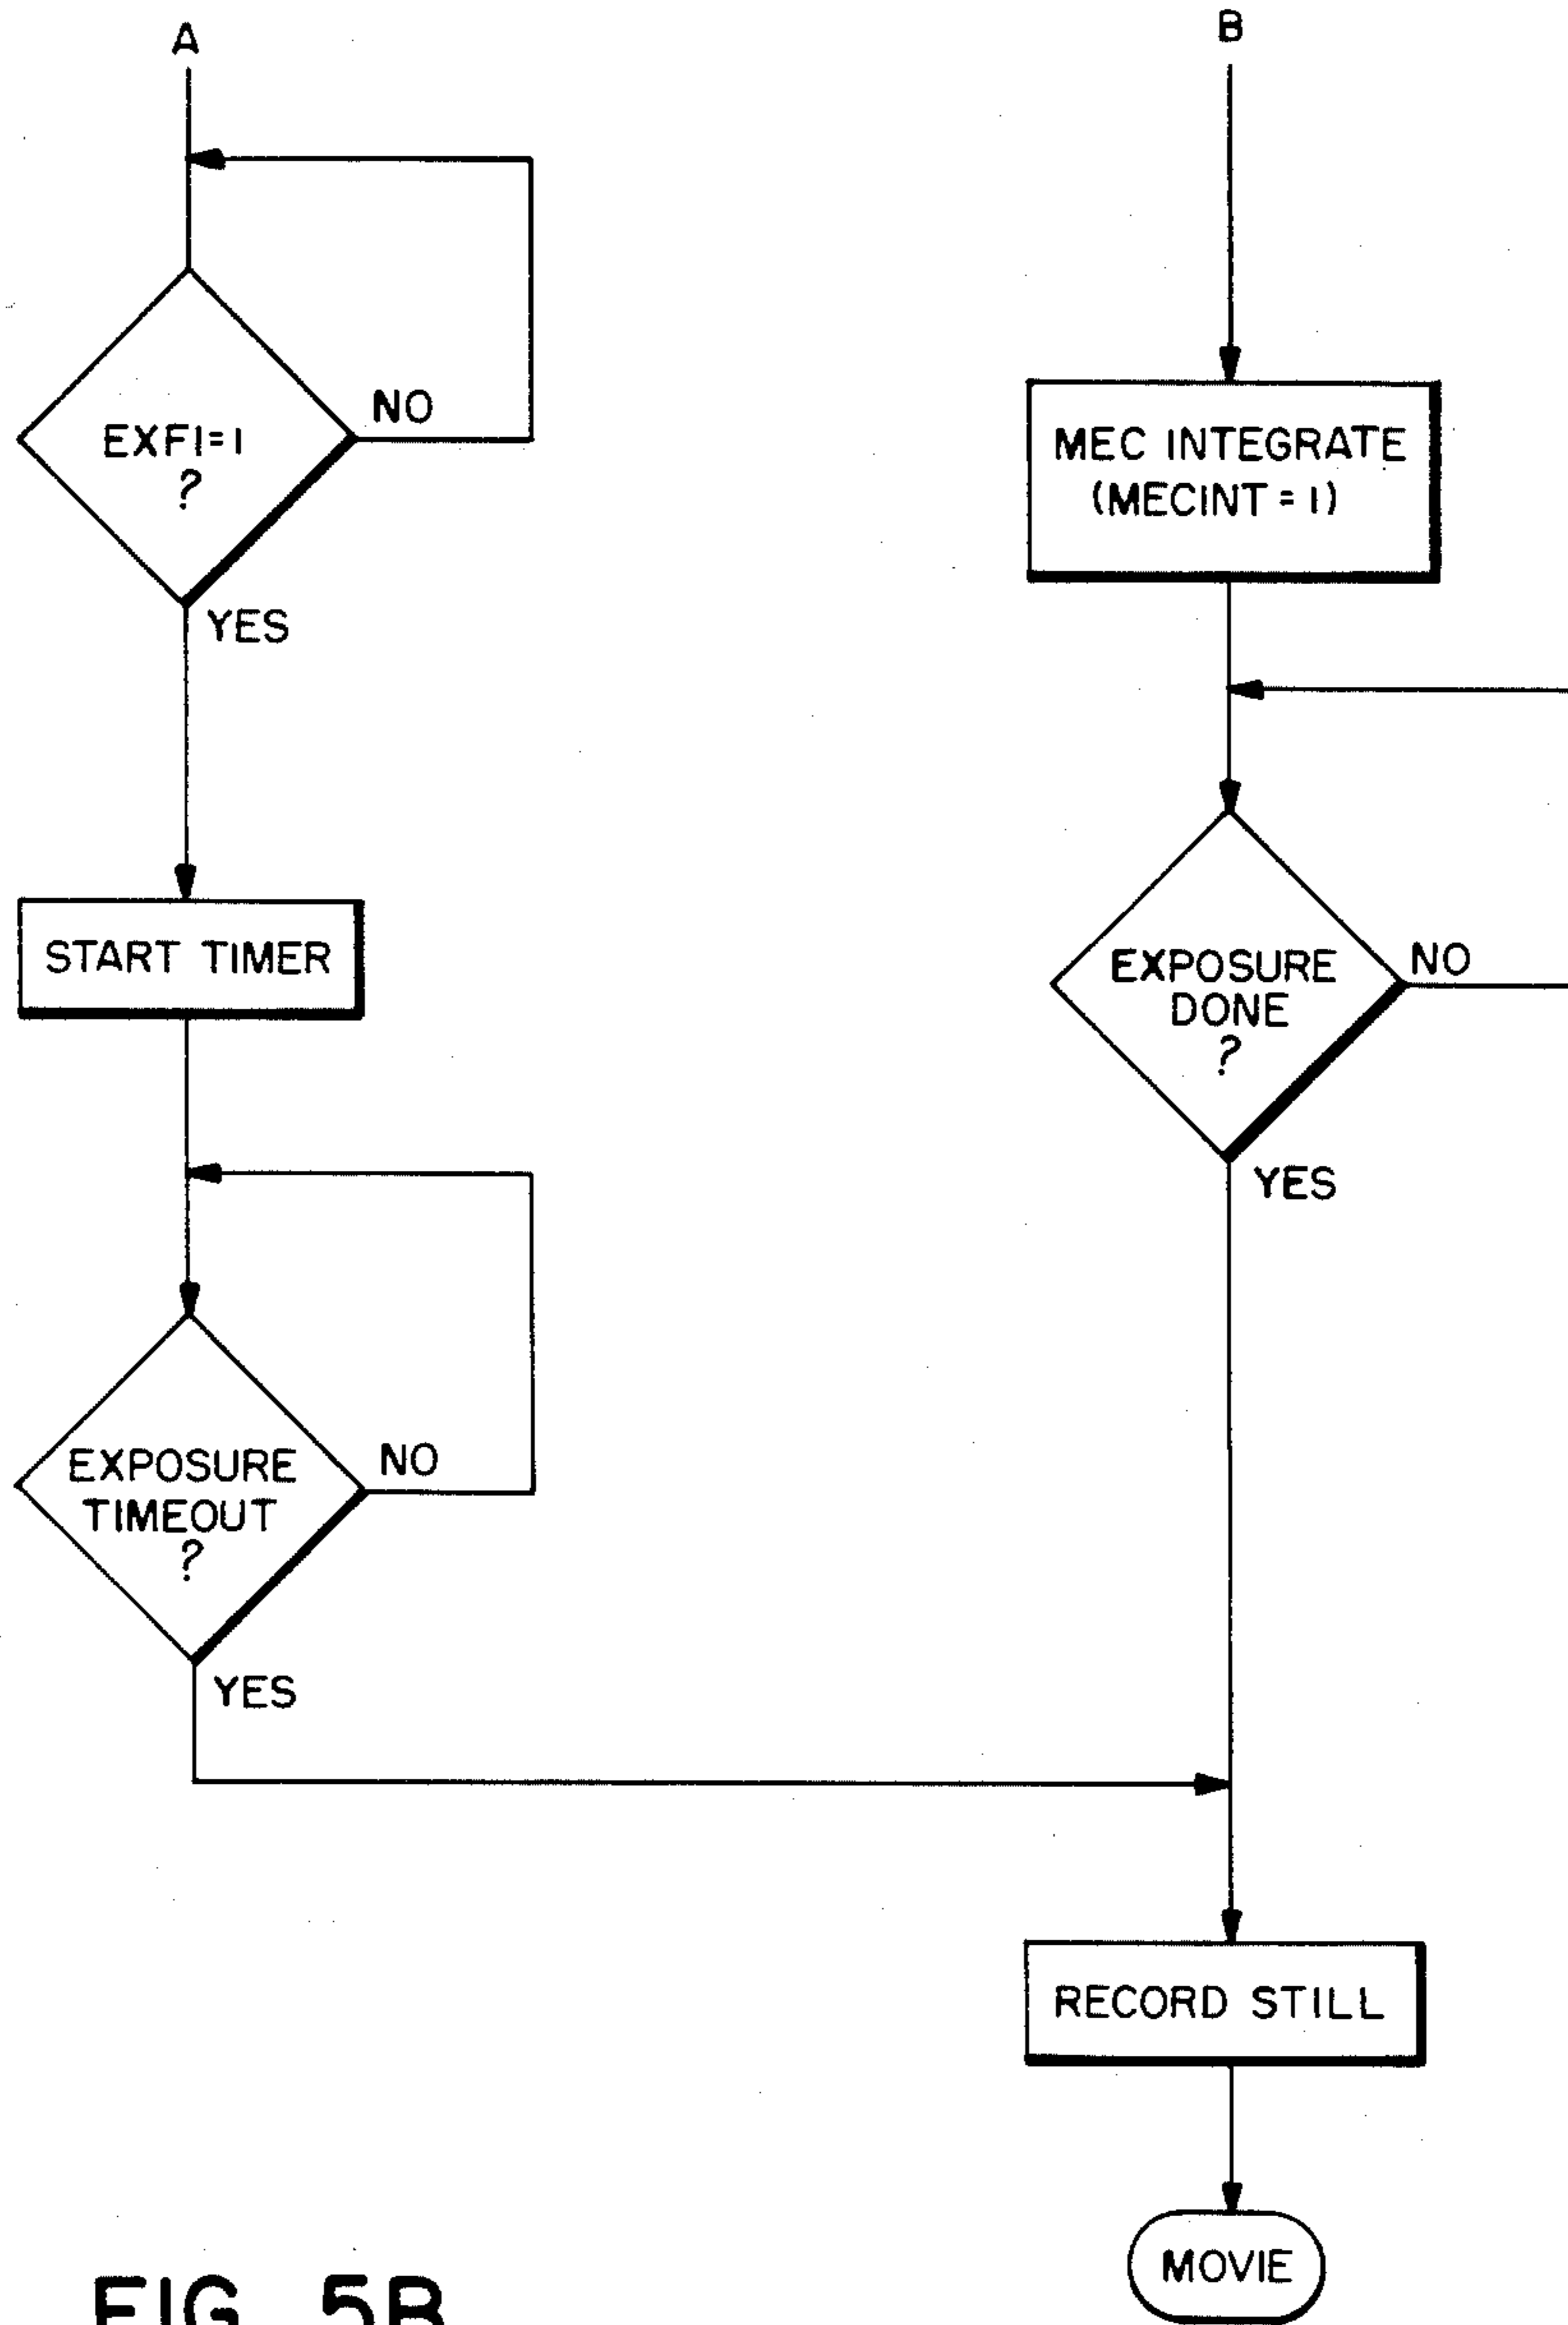 A
EXFI=1
?
NO
YES
START TIMER
EXPOSURE
TIMEOUT
?
NO
YES
B
MEC INTEGRATE
(MECINT = 1)
EXPOSURE
DONE
?
NO
YES
RECORD STILL
MOVIE
FIG. 5B